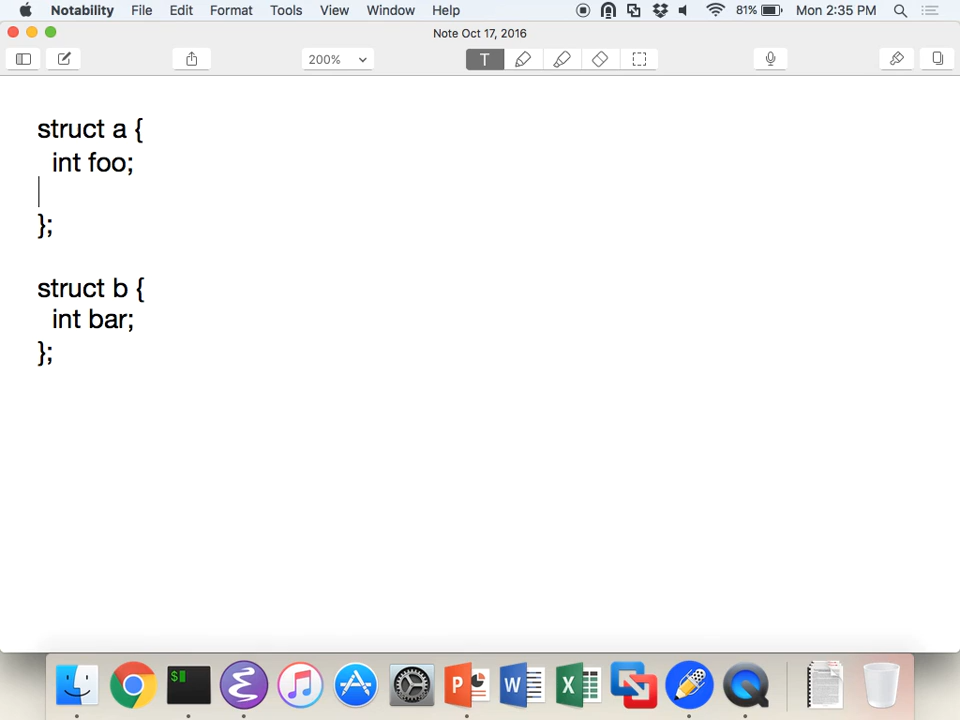 Notability File Edit Format Tools View Window Help 81% Mon 2:35 PM
Note Oct 17, 2016
200% T
struct a {
int foo;
};
struct b {
int bar;
};
$ P W X